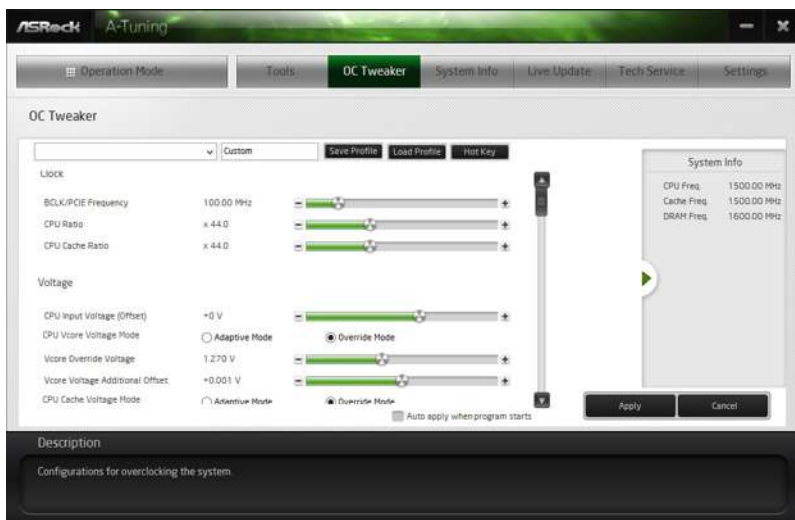 ASRock A-Tuning
Operation Mode Tools OC Tweaker System Info Live Update Tech Service Settings
OC Tweaker
Custom Save Profile Load Profile Hot Key
Clock
BCLK/PCIE Frequency 100.00 MHz
CPU Ratio x 44.0
CPU Cache Ratio x 44.0
Voltage
CPU Input Voltage (Offset) +0 V
CPU Vcore Voltage Mode Adaptive Mode Override Mode
Vcore Override Voltage 1.270 V
Vcore Voltage Additional Offset +0.001 V
CPU Cache Voltage Mode Adaptive Mode Override Mode
Auto apply when program starts
System Info
CPU Freq. 1500.00 MHz
Cache Freq. 1500.00 MHz
DRAM Freq. 1600.00 MHz
Apply Cancel
Description
Configurations for overclocking the system.